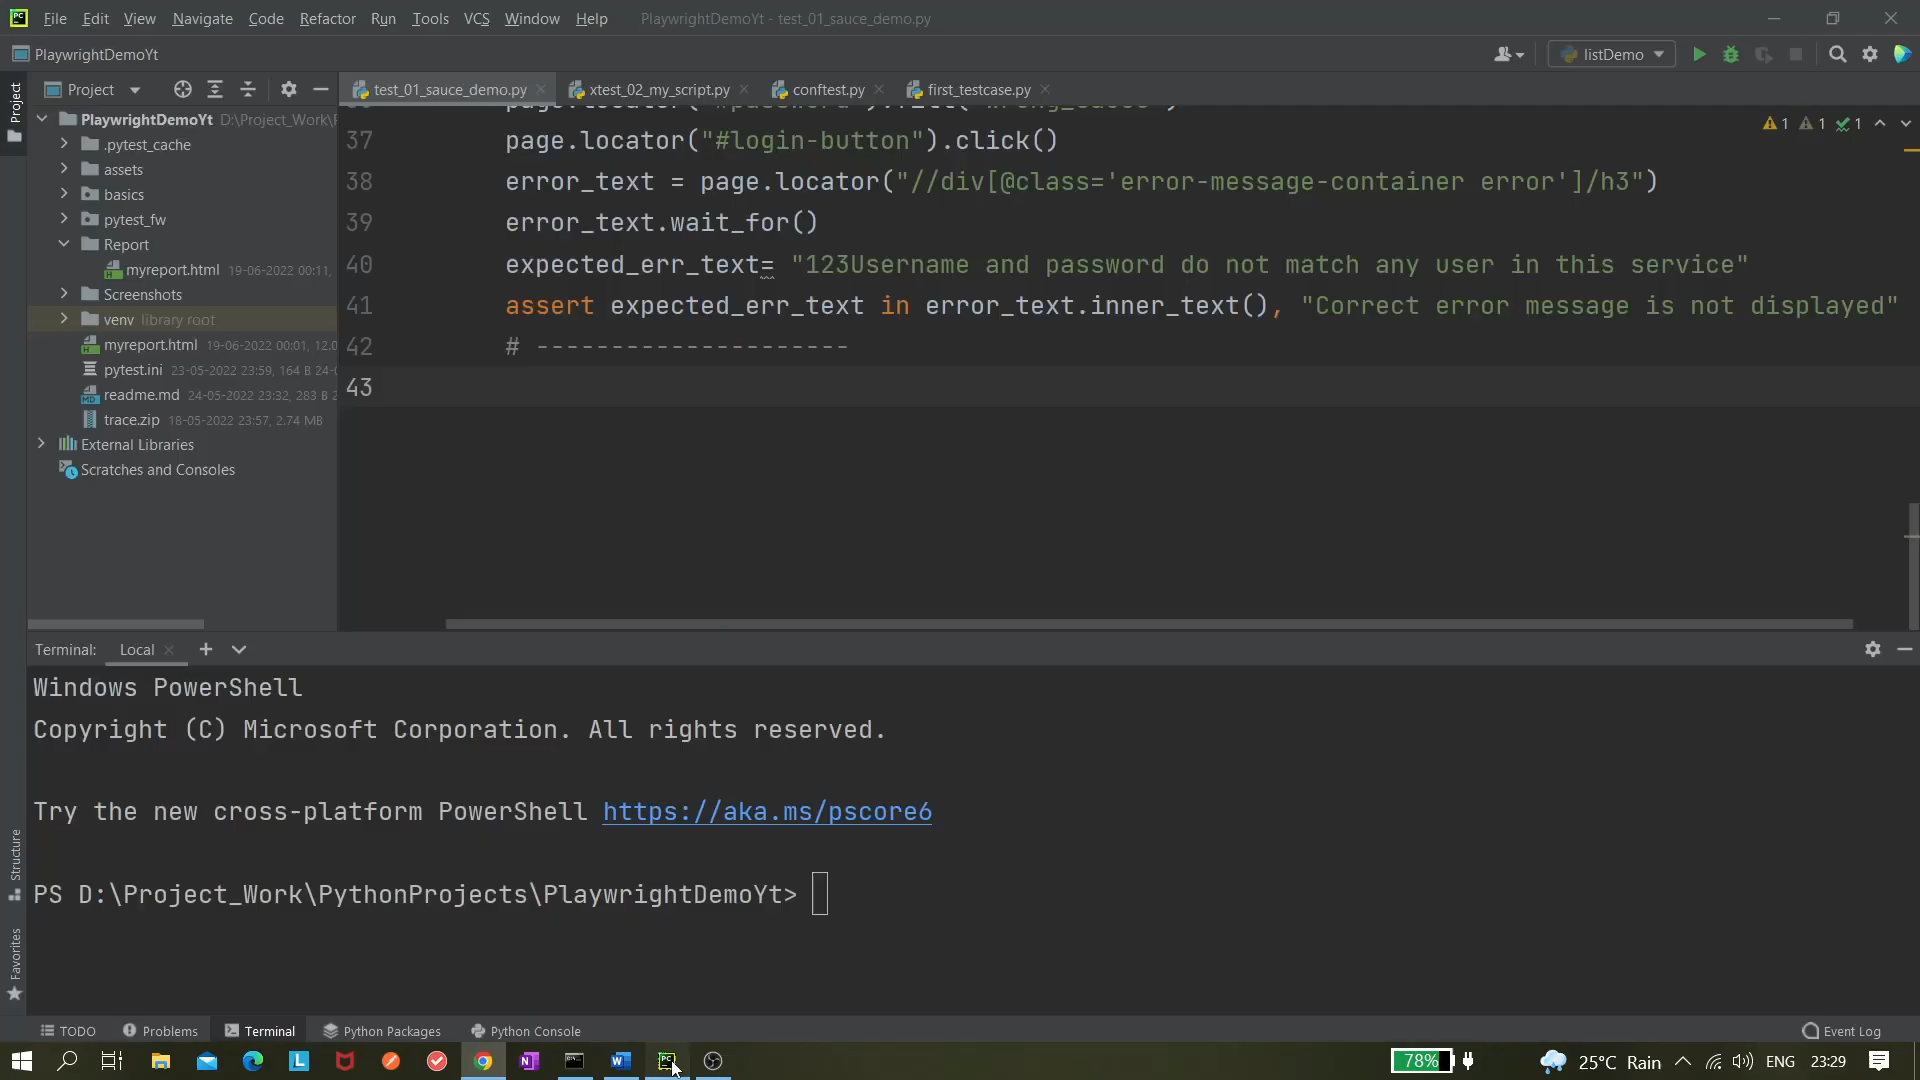 File Edit View Navigate Code Refactor Run Tools VCS Window Help PlaywrightDemoYt - test_01_sauce_demo.py
PlaywrightDemoYt listDemo
Project test_01_sauce_demo.py xtest_02_my_script.py conftest.py first_testcase.py
Project
PlaywrightDemoYt D:\Project_Work\
.pytest_cache
assets
basics
pytest_fw
Report
myreport.html 19-06-2022 00:11,
Screenshots
venv library root
myreport.html 19-06-2022 00:01, 12.0
pytest.ini 23-05-2022 23:59, 164 B 24-0
readme.md 24-05-2022 23:32, 283 B 2
trace.zip 18-05-2022 23:57, 2.74 MB
External Libraries
Scratches and Consoles
1 1 1
37 page.locator("#login-button").click()
38 error_text = page.locator("//div[@class='error-message-container error']/h3")
39 error_text.wait_for()
40 expected_err_text= "123Username and password do not match any user in this service"
41 assert expected_err_text in error_text.inner_text(), "Correct error message is not displayed"
42 # ---------------------
43
Terminal: Local
Windows PowerShell
Copyright (C) Microsoft Corporation. All rights reserved.
Try the new cross-platform PowerShell https://aka.ms/pscore6
PS D:\Project_Work\PythonProjects\PlaywrightDemoYt>
Structure
Favorites
TODO Problems Terminal Python Packages Python Console Event Log
78% 25°C Rain ENG 23:29